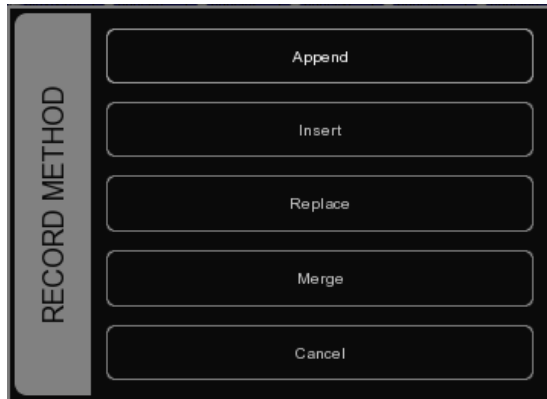 RECORD METHOD
Append
Insert
Replace
Merge
Cancel